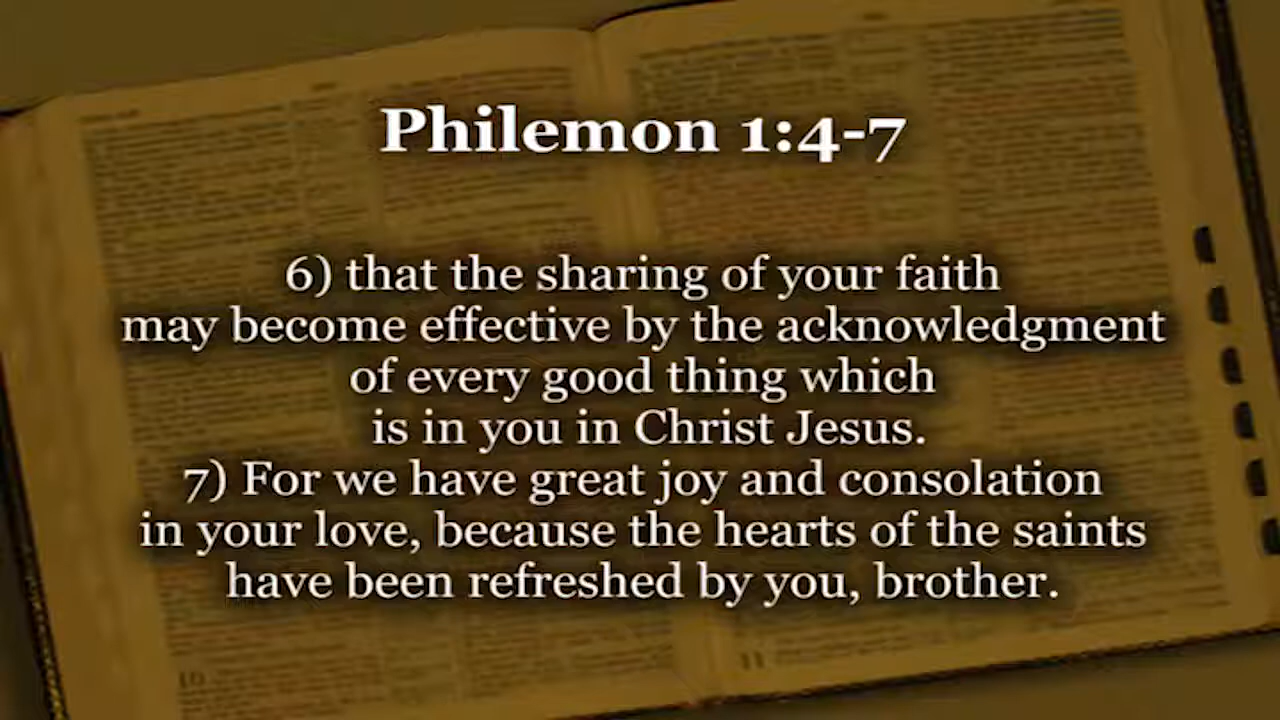 Philemon 1:4-7
6) that the sharing of your faith
may become effective by the acknowledgment
of every good thing which
is in you in Christ Jesus.
7) For we have great joy and consolation
in your love, because the hearts of the saints
have been refreshed by you, brother.
10
11